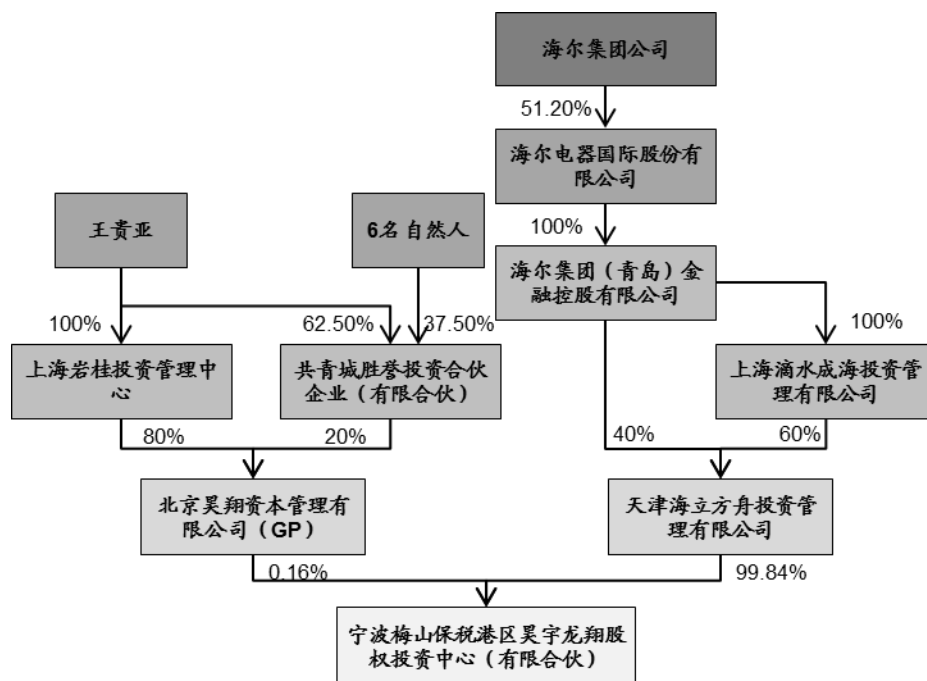 海尔集团公司
51.20%
海尔电器国际股份有
限公司
王贵亚
6名 自然人
100%
海尔集团（青岛）金
融控股有限公司
100%
62.50%
37.50%
100%
上海岩桂投资管理中
心
共青城胜誉投资合伙
企业（有限合伙）
上海滴水成海投资管
理有限公司
80%
20%
40%
60%
北京昊翔资本管理有
限公司（GP）
天津海立方舟投资管
理有限公司
0.16%
99.84%
宁波梅山保税港区昊宇龙翔股
权投资中心（有限合伙）